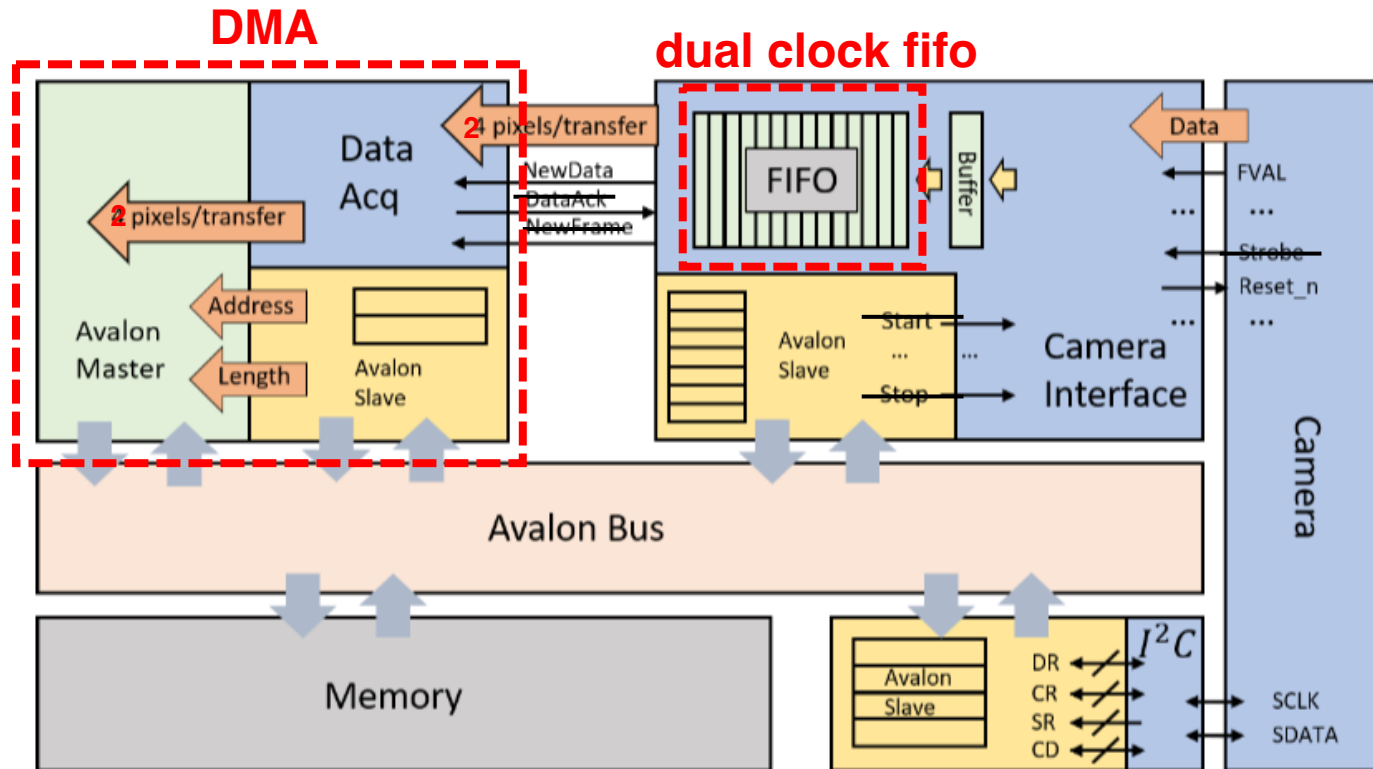 DMA
dual clock fifo
Data
Acq
2 pixels/transfer
NewData
DataAck
NewFrame
2 pixels/transfer
Address
Length
Avalon
Master
Avalon
Slave
FIFO
Buffer
Data
FVAL
...
...
Strobe
Reset_n
...
...
Avalon
Slave
Start
...
...
Stop
Camera
Interface
Camera
Avalon Bus
Memory
Avalon
Slave
DR
CR
SR
CD
I²C
SCLK
SDATA